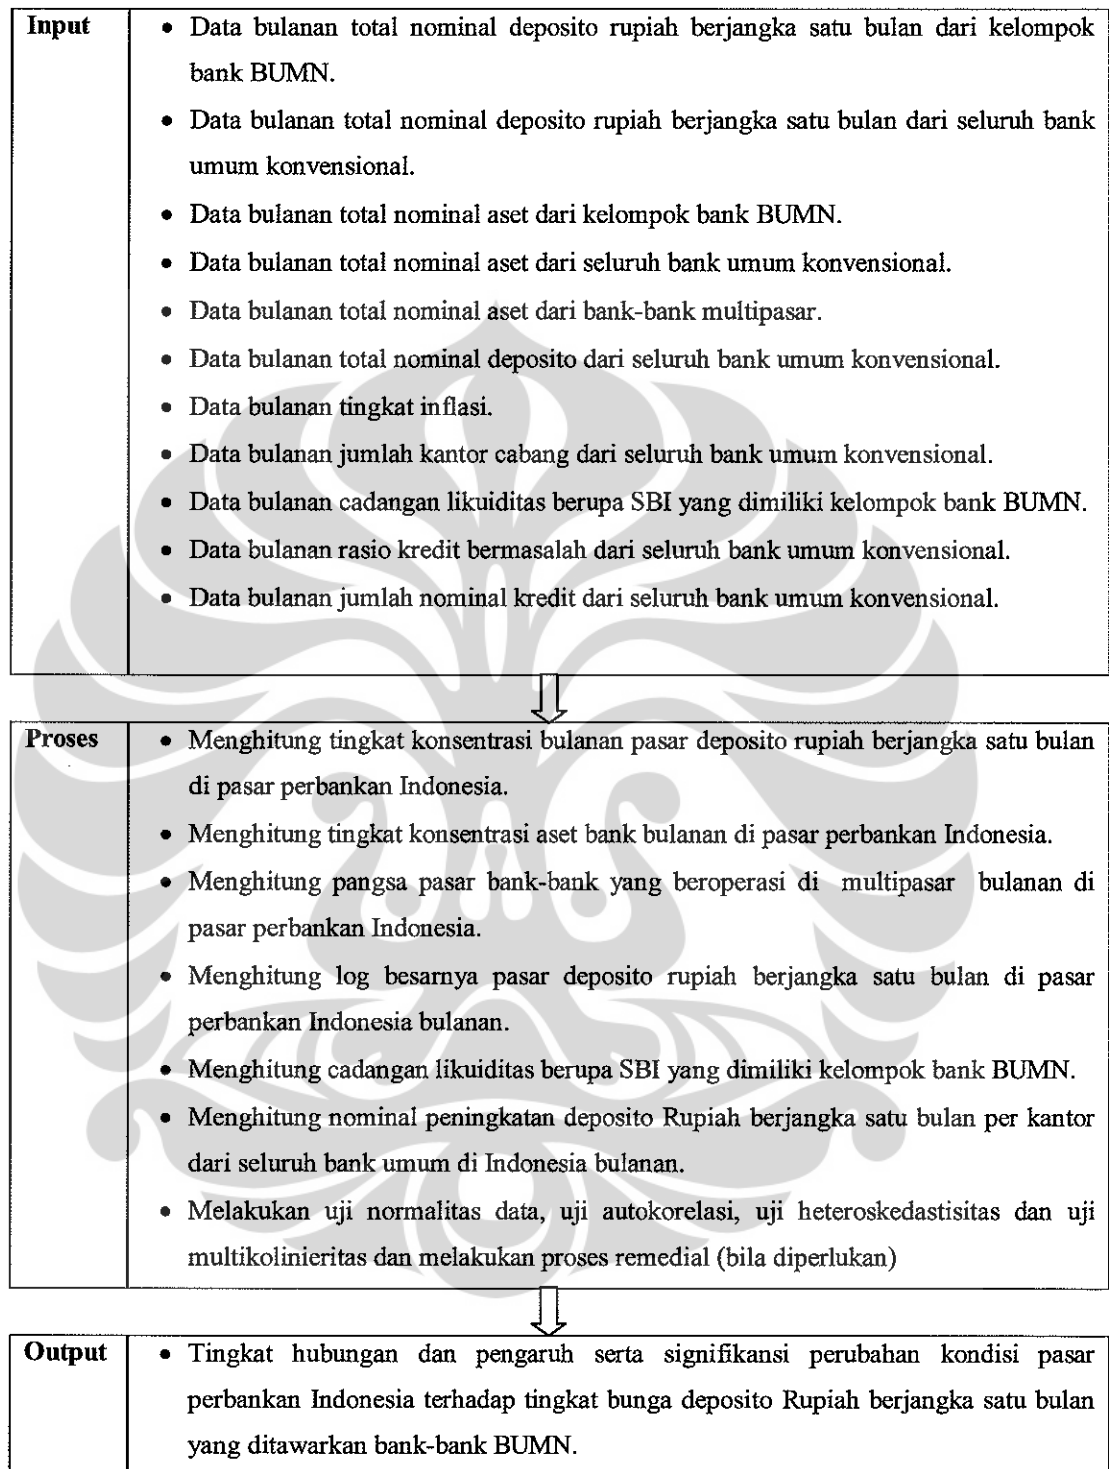 Input
• Data bulanan total nominal deposito rupiah berjangka satu bulan dari kelompok
bank BUMN.
• Data bulanan total nominal deposito rupiah berjangka satu bulan dari seluruh bank
umum konvensional.
• Data bulanan total nominal aset dari kelompok bank BUMN.
• Data bulanan total nominal aset dari seluruh bank umum konvensional.
• Data bulanan total nominal aset dari bank-bank multipasar.
• Data bulanan total nominal deposito dari seluruh bank umum konvensional.
• Data bulanan tingkat inflasi.
• Data bulanan jumlah kantor cabang dari seluruh bank umum konvensional.
• Data bulanan cadangan likuiditas berupa SBI yang dimiliki kelompok bank BUMN.
• Data bulanan rasio kredit bermasalah dari seluruh bank umum konvensional.
• Data bulanan jumlah nominal kredit dari seluruh bank umum konvensional.
Proses
• Menghitung tingkat konsentrasi bulanan pasar deposito rupiah berjangka satu bulan
di pasar perbankan Indonesia.
• Menghitung tingkat konsentrasi aset bank bulanan di pasar perbankan Indonesia.
• Menghitung pangsa pasar bank-bank yang beroperasi di multipasar bulanan di
pasar perbankan Indonesia.
• Menghitung log besarnya pasar deposito rupiah berjangka satu bulan di pasar
perbankan Indonesia bulanan.
• Menghitung cadangan likuiditas berupa SBI yang dimiliki kelompok bank BUMN.
• Menghitung nominal peningkatan deposito Rupiah berjangka satu bulan per kantor
dari seluruh bank umum di Indonesia bulanan.
• Melakukan uji normalitas data, uji autokorelasi, uji heteroskedastisitas dan uji
multikolinieritas dan melakukan proses remedial (bila diperlukan)
Output
• Tingkat hubungan dan pengaruh serta signifikansi perubahan kondisi pasar
perbankan Indonesia terhadap tingkat bunga deposito Rupiah berjangka satu bulan
yang ditawarkan bank-bank BUMN.